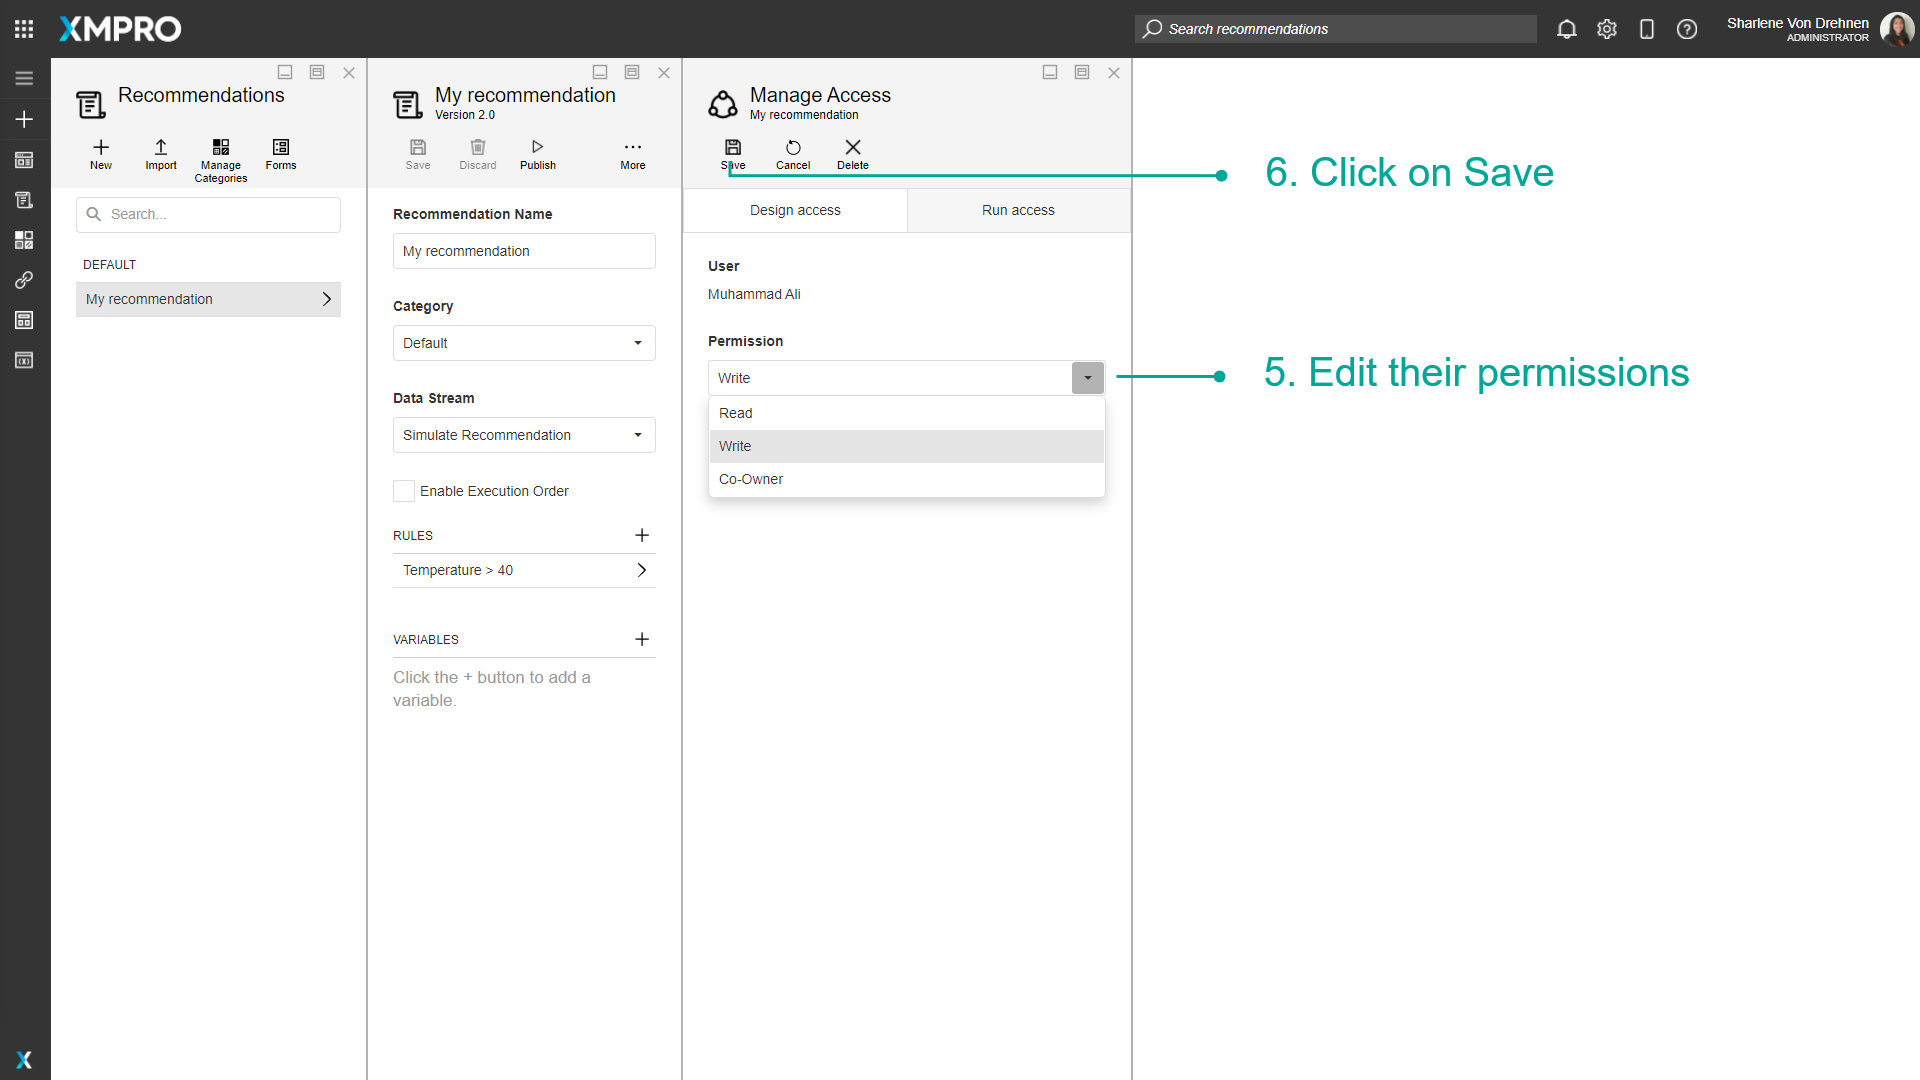 XMPRO
Search recommendations
Sharlene Von Drehnen
ADMINISTRATOR
Recommendations
New
Import
Manage
Categories
Forms
Search...
DEFAULT
My recommendation
My recommendation
Version 2.0
Save
Discard
Publish
More
Recommendation Name
My recommendation
Category
Default
Data Stream
Simulate Recommendation
Enable Execution Order
RULES
Temperature > 40
VARIABLES
Click the + button to add a
variable.
Manage Access
My recommendation
Save
Cancel
Delete
Design access
Run access
User
Muhammad Ali
Permission
Write
Read
Write
Co-Owner
6. Click on Save
5. Edit their permissions